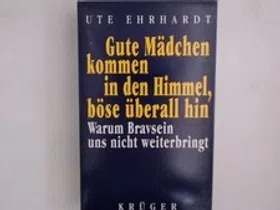 UTE EHRHARDT
Gute Mädchen
kommen
in den Himmel,
böse überall hin
Warum Bravsein
uns nicht weiterbringt
KRÜGER